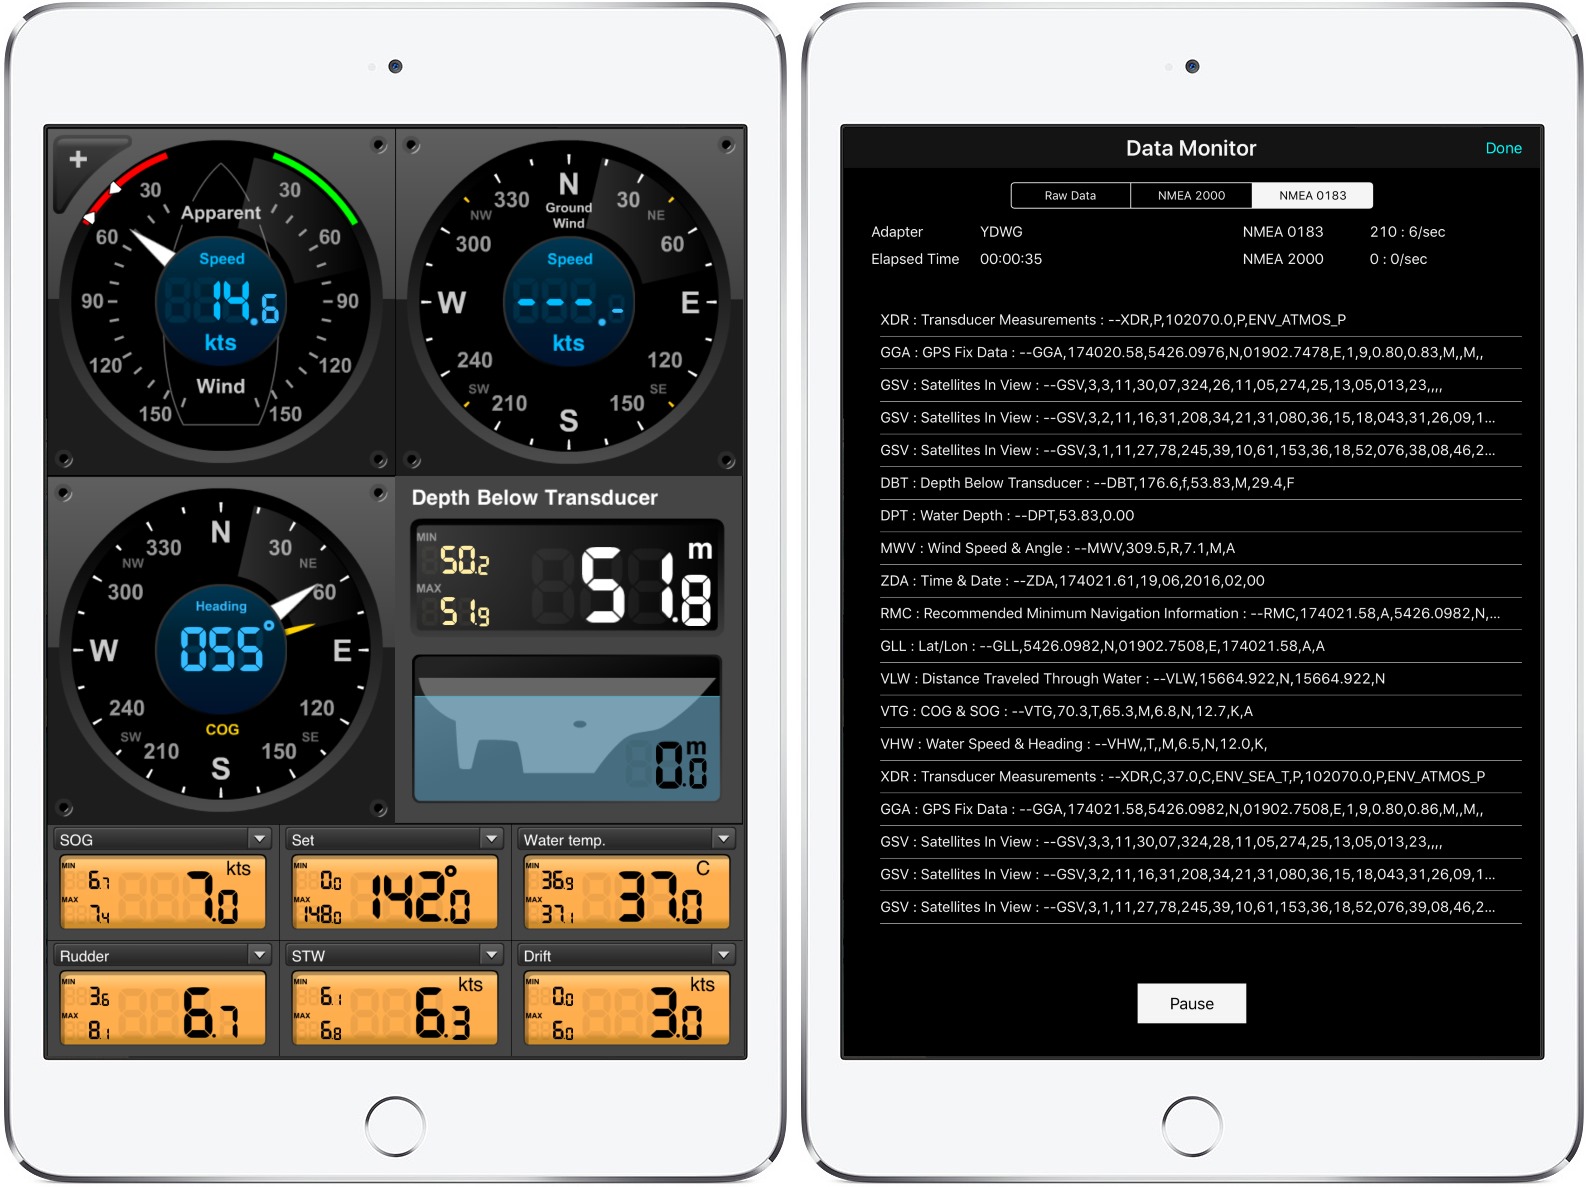 +
30
30
Apparent
60
60
Speed
14.6
kts
90
90
120
120
Wind
150
150
N
Ground
Wind
330
30
NW
NE
300
60
Speed
---.-
kts
W
E
240
120
SW
SE
210
150
S
N
330
30
NW
NE
300
60
Heading
055°
W
E
240
120
COG
SW
SE
210
150
S
Depth Below Transducer
MIN
50.2
MAX
51.9
51.8
m
0.0
m
SOG
MIN
6.7
MAX
7.4
7.0
kts
Set
MIN
0.0
MAX
148.0
142.0°
Water temp.
MIN
36.9
MAX
37.1
37.0
C
Rudder
MIN
3.6
MAX
8.1
6.7
STW
MIN
6.1
MAX
6.8
6.3
kts
Drift
MIN
0.0
MAX
6.0
3.0
kts
Data Monitor
Done
Raw Data
NMEA 2000
NMEA 0183
Adapter YDWG NMEA 0183 210 : 6/sec
Elapsed Time 00:00:35 NMEA 2000 0 : 0/sec
XDR : Transducer Measurements : --XDR,P,102070.0,P,ENV_ATMOS_P
GGA : GPS Fix Data : --GGA,174020.58,5426.0976,N,01902.7478,E,1,9,0.80,0.83,M,,M,,
GSV : Satellites In View : --GSV,3,3,11,30,07,324,26,11,05,274,25,13,05,013,23,,,,
GSV : Satellites In View : --GSV,3,2,11,16,31,208,34,21,31,080,36,15,18,043,31,26,09,1...
GSV : Satellites In View : --GSV,3,1,11,27,78,245,39,10,61,153,36,18,52,076,38,08,46,2...
DBT : Depth Below Transducer : --DBT,176.6,f,53.83,M,29.4,F
DPT : Water Depth : --DPT,53.83,0.00
MWV : Wind Speed & Angle : --MWV,309.5,R,7.1,M,A
ZDA : Time & Date : --ZDA,174021.61,19,06,2016,02,00
RMC : Recommended Minimum Navigation Information : --RMC,174021.58,A,5426.0982,N,...
GLL : Lat/Lon : --GLL,5426.0982,N,01902.7508,E,174021.58,A,A
VLW : Distance Traveled Through Water : --VLW,15664.922,N,15664.922,N
VTG : COG & SOG : --VTG,70.3,T,65.3,M,6.8,N,12.7,K,A
VHW : Water Speed & Heading : --VHW,,T,,M,6.5,N,12.0,K,
XDR : Transducer Measurements : --XDR,C,37.0,C,ENV_SEA_T,P,102070.0,P,ENV_ATMOS_P
GGA : GPS Fix Data : --GGA,174021.58,5426.0982,N,01902.7508,E,1,9,0.80,0.86,M,,M,,
GSV : Satellites In View : --GSV,3,3,11,30,07,324,28,11,05,274,25,13,05,013,23,,,,
GSV : Satellites In View : --GSV,3,2,11,16,31,208,34,21,31,080,36,15,18,043,31,26,09,1...
GSV : Satellites In View : --GSV,3,1,11,27,78,245,39,10,61,153,36,18,52,076,39,08,46,2...
Pause